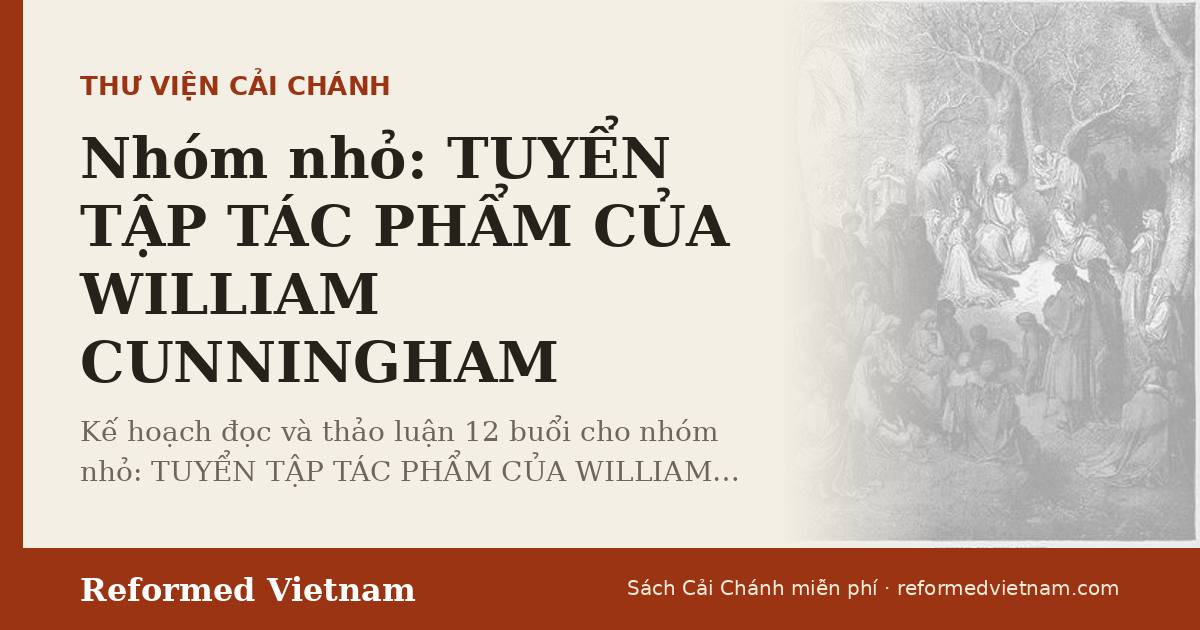 THƯ VIỆN CẢI CHÁNH
Nhóm nhỏ: TUYỂN
TẬP TÁC PHẨM CỦA
WILLIAM
CUNNINGHAM
Kế hoạch đọc và thảo luận 12 buổi cho nhóm
nhỏ: TUYỂN TẬP TÁC PHẨM CỦA WILLIAM...
Reformed Vietnam
Sách Cải Chánh miễn phí · reformedvietnam.com